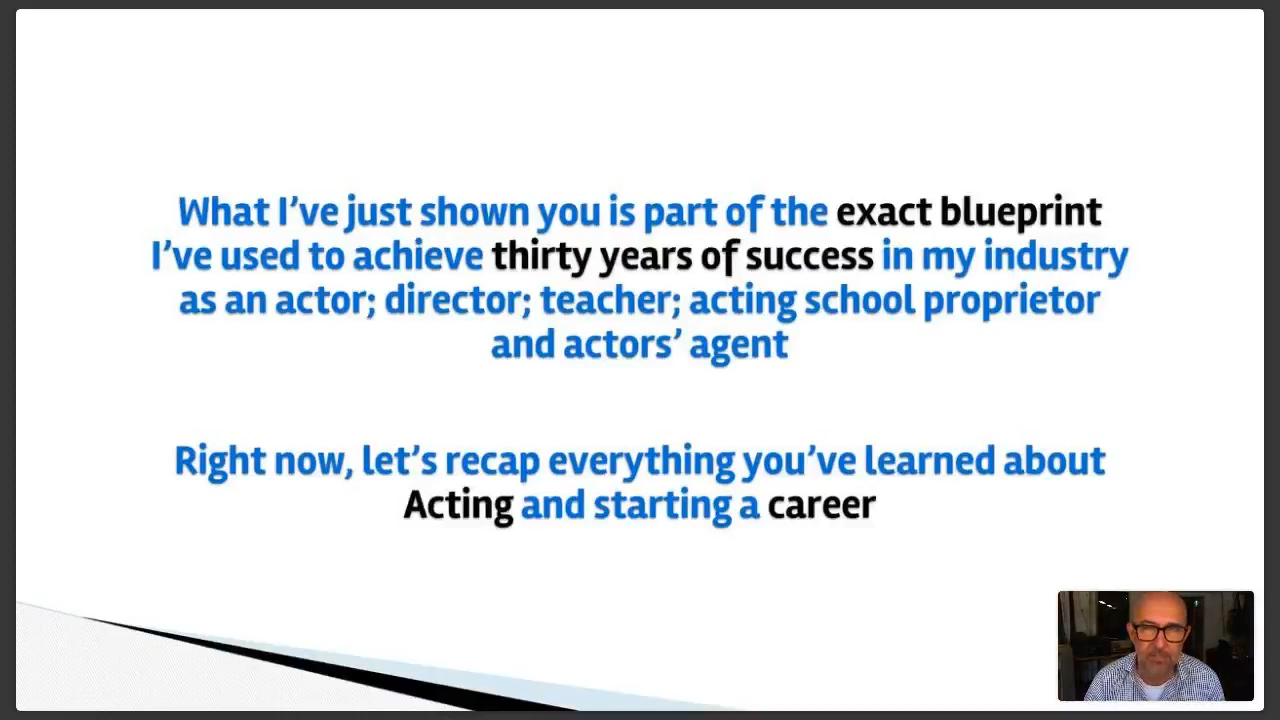 What I’ve just shown you is part of the exact blueprint
I’ve used to achieve thirty years of success in my industry
as an actor; director; teacher; acting school proprietor
and actors’ agent
Right now, let’s recap everything you’ve learned about
Acting and starting a career